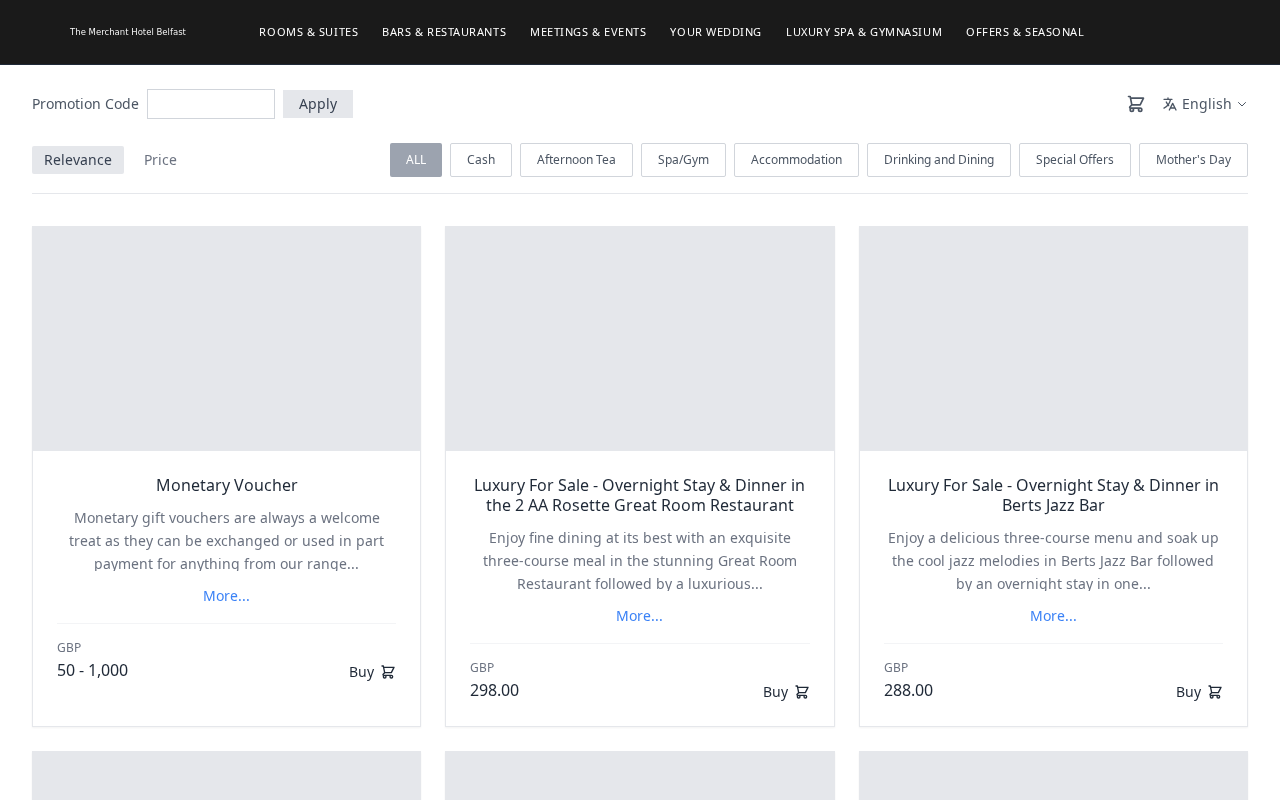 The Merchant Hotel Belfast
ROOMS & SUITES
BARS & RESTAURANTS
MEETINGS & EVENTS
YOUR WEDDING
LUXURY SPA & GYMNASIUM
OFFERS & SEASONAL
Promotion Code
Apply
English
Relevance
Price
ALL
Cash
Afternoon Tea
Spa/Gym
Accommodation
Drinking and Dining
Special Offers
Mother's Day
Monetary Voucher
Monetary gift vouchers are always a welcome
treat as they can be exchanged or used in part
payment for anything from our range...
More...
GBP
50 - 1,000
Buy
Luxury For Sale - Overnight Stay & Dinner in
the 2 AA Rosette Great Room Restaurant
Enjoy fine dining at its best with an exquisite
three-course meal in the stunning Great Room
Restaurant followed by a luxurious...
More...
GBP
298.00
Buy
Luxury For Sale - Overnight Stay & Dinner in
Berts Jazz Bar
Enjoy a delicious three-course menu and soak up
the cool jazz melodies in Berts Jazz Bar followed
by an overnight stay in one...
More...
GBP
288.00
Buy